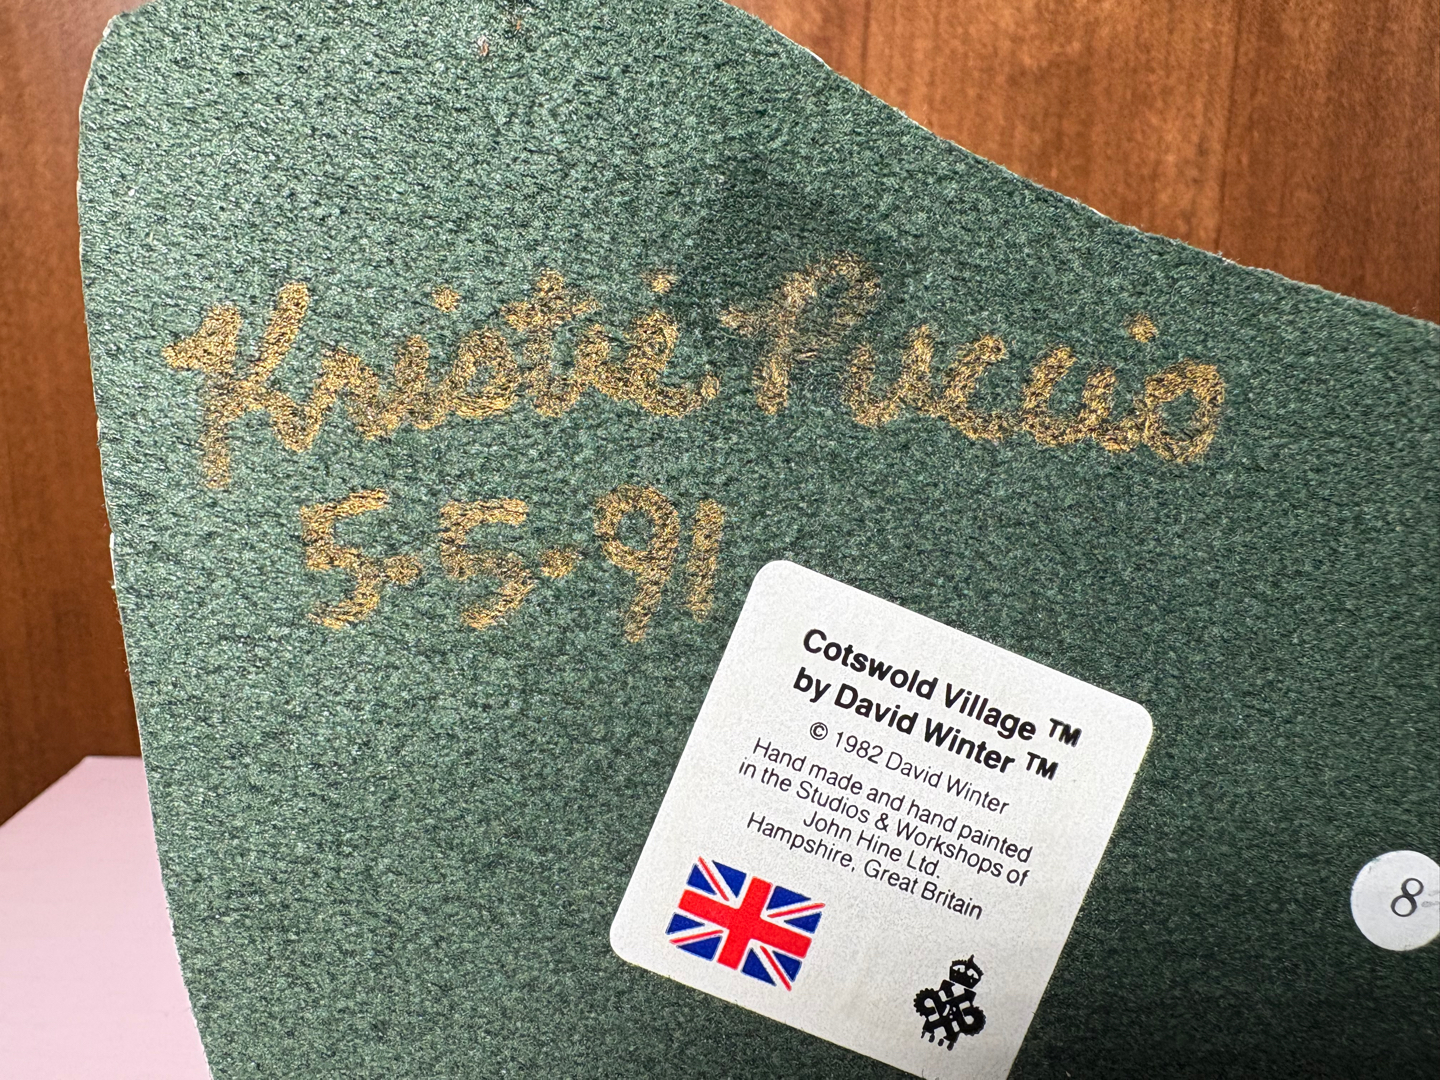 Kristie Puccio
5-5-91
Cotswold Village ™
by David Winter ™
© 1982 David Winter
Hand made and hand painted
in the Studios & Workshops of
John Hine Ltd.
Hampshire, Great Britain
8